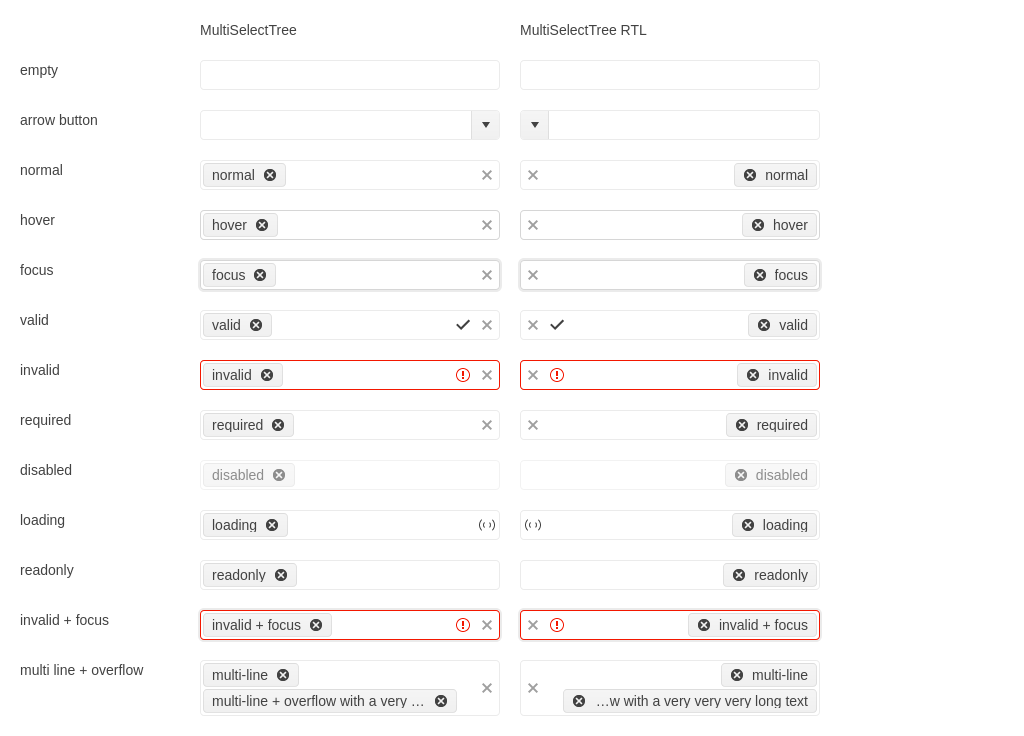 MultiSelectTree MultiSelectTree RTL
empty
arrow button
normal normal normal
hover hover hover
focus focus focus
valid valid valid
invalid invalid invalid
required required required
disabled disabled disabled
loading loading loading
readonly readonly readonly
invalid + focus invalid + focus invalid + focus
multi line + overflow multi-line multi-line
multi-line + overflow with a very … …w with a very very very long text